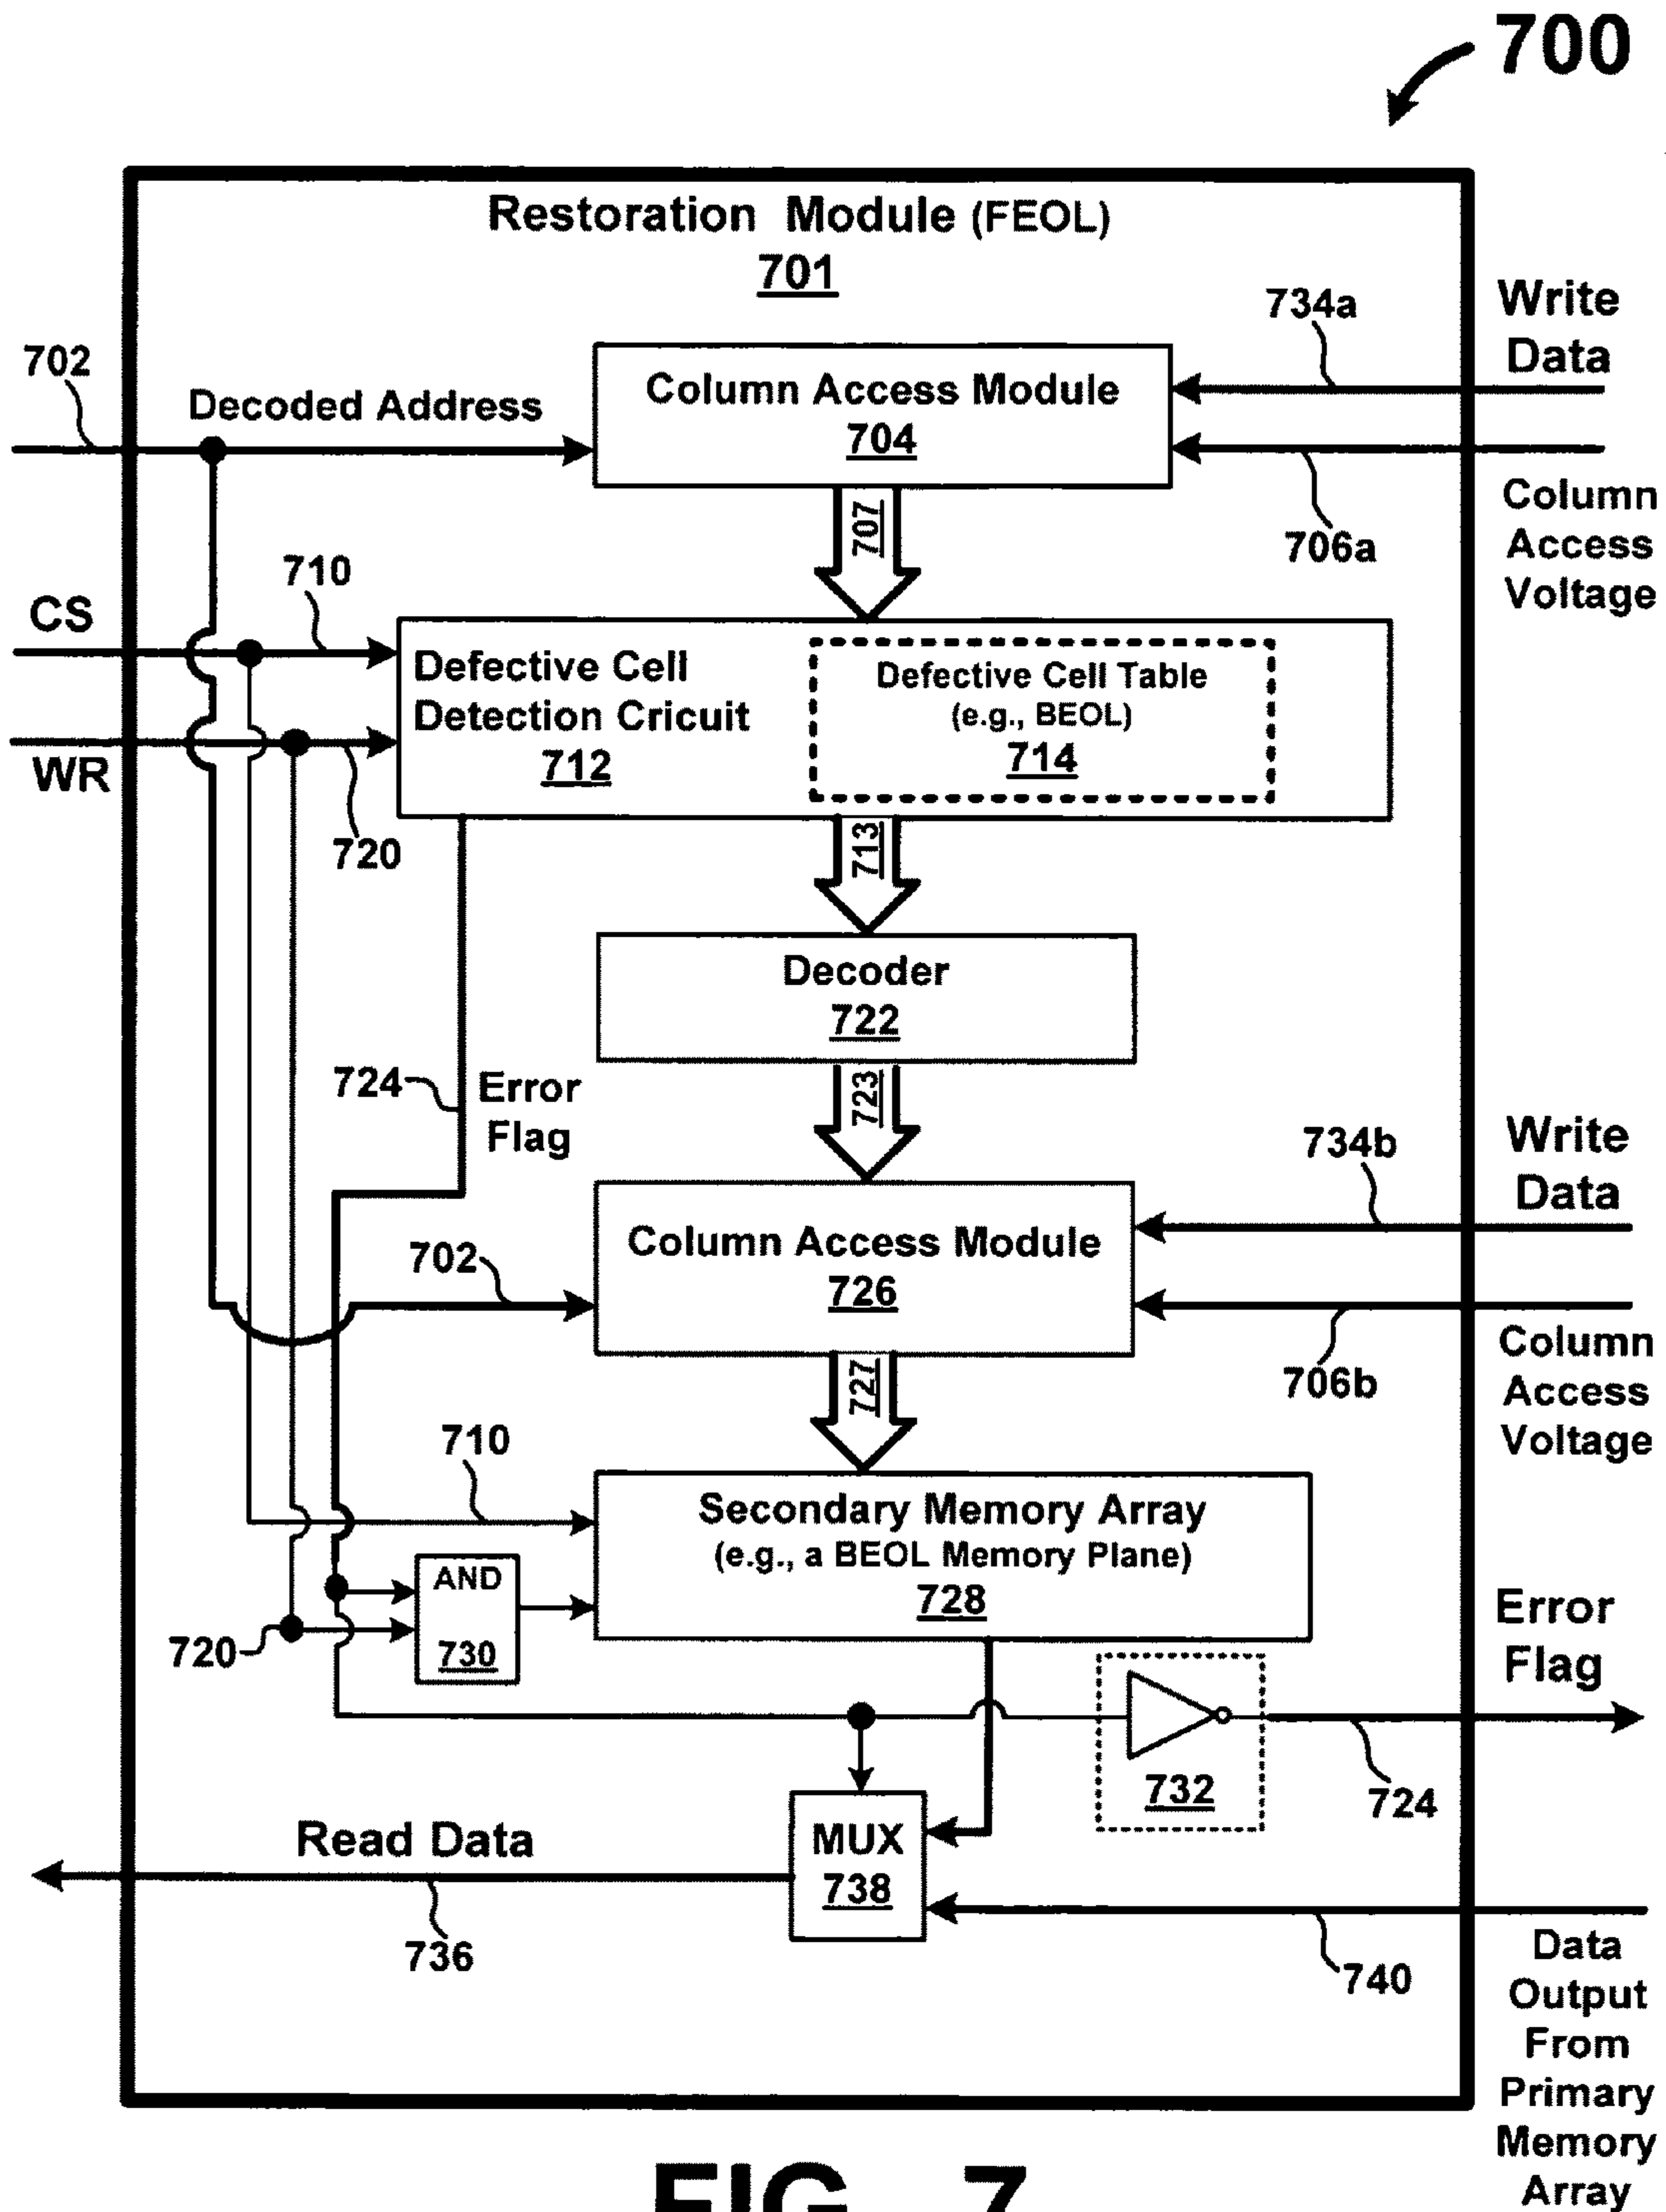 700
Restoration Module (FEOL)
701
734a
Write
Data
702
Decoded Address
Column Access Module
704
707
706a
Column
Access
Voltage
CS
710
Defective Cell
Detection Cricuit
712
Defective Cell Table
(e.g., BEOL)
714
WR
720
713
Decoder
722
724
Error
Flag
723
734b
Write
Data
702
Column Access Module
726
727
706b
Column
Access
Voltage
710
Secondary Memory Array
(e.g., a BEOL Memory Plane)
728
AND
730
720
Error
Flag
732
724
Read Data
736
MUX
738
740
Data
Output
From
Primary
Memory
Array
FIG. 7